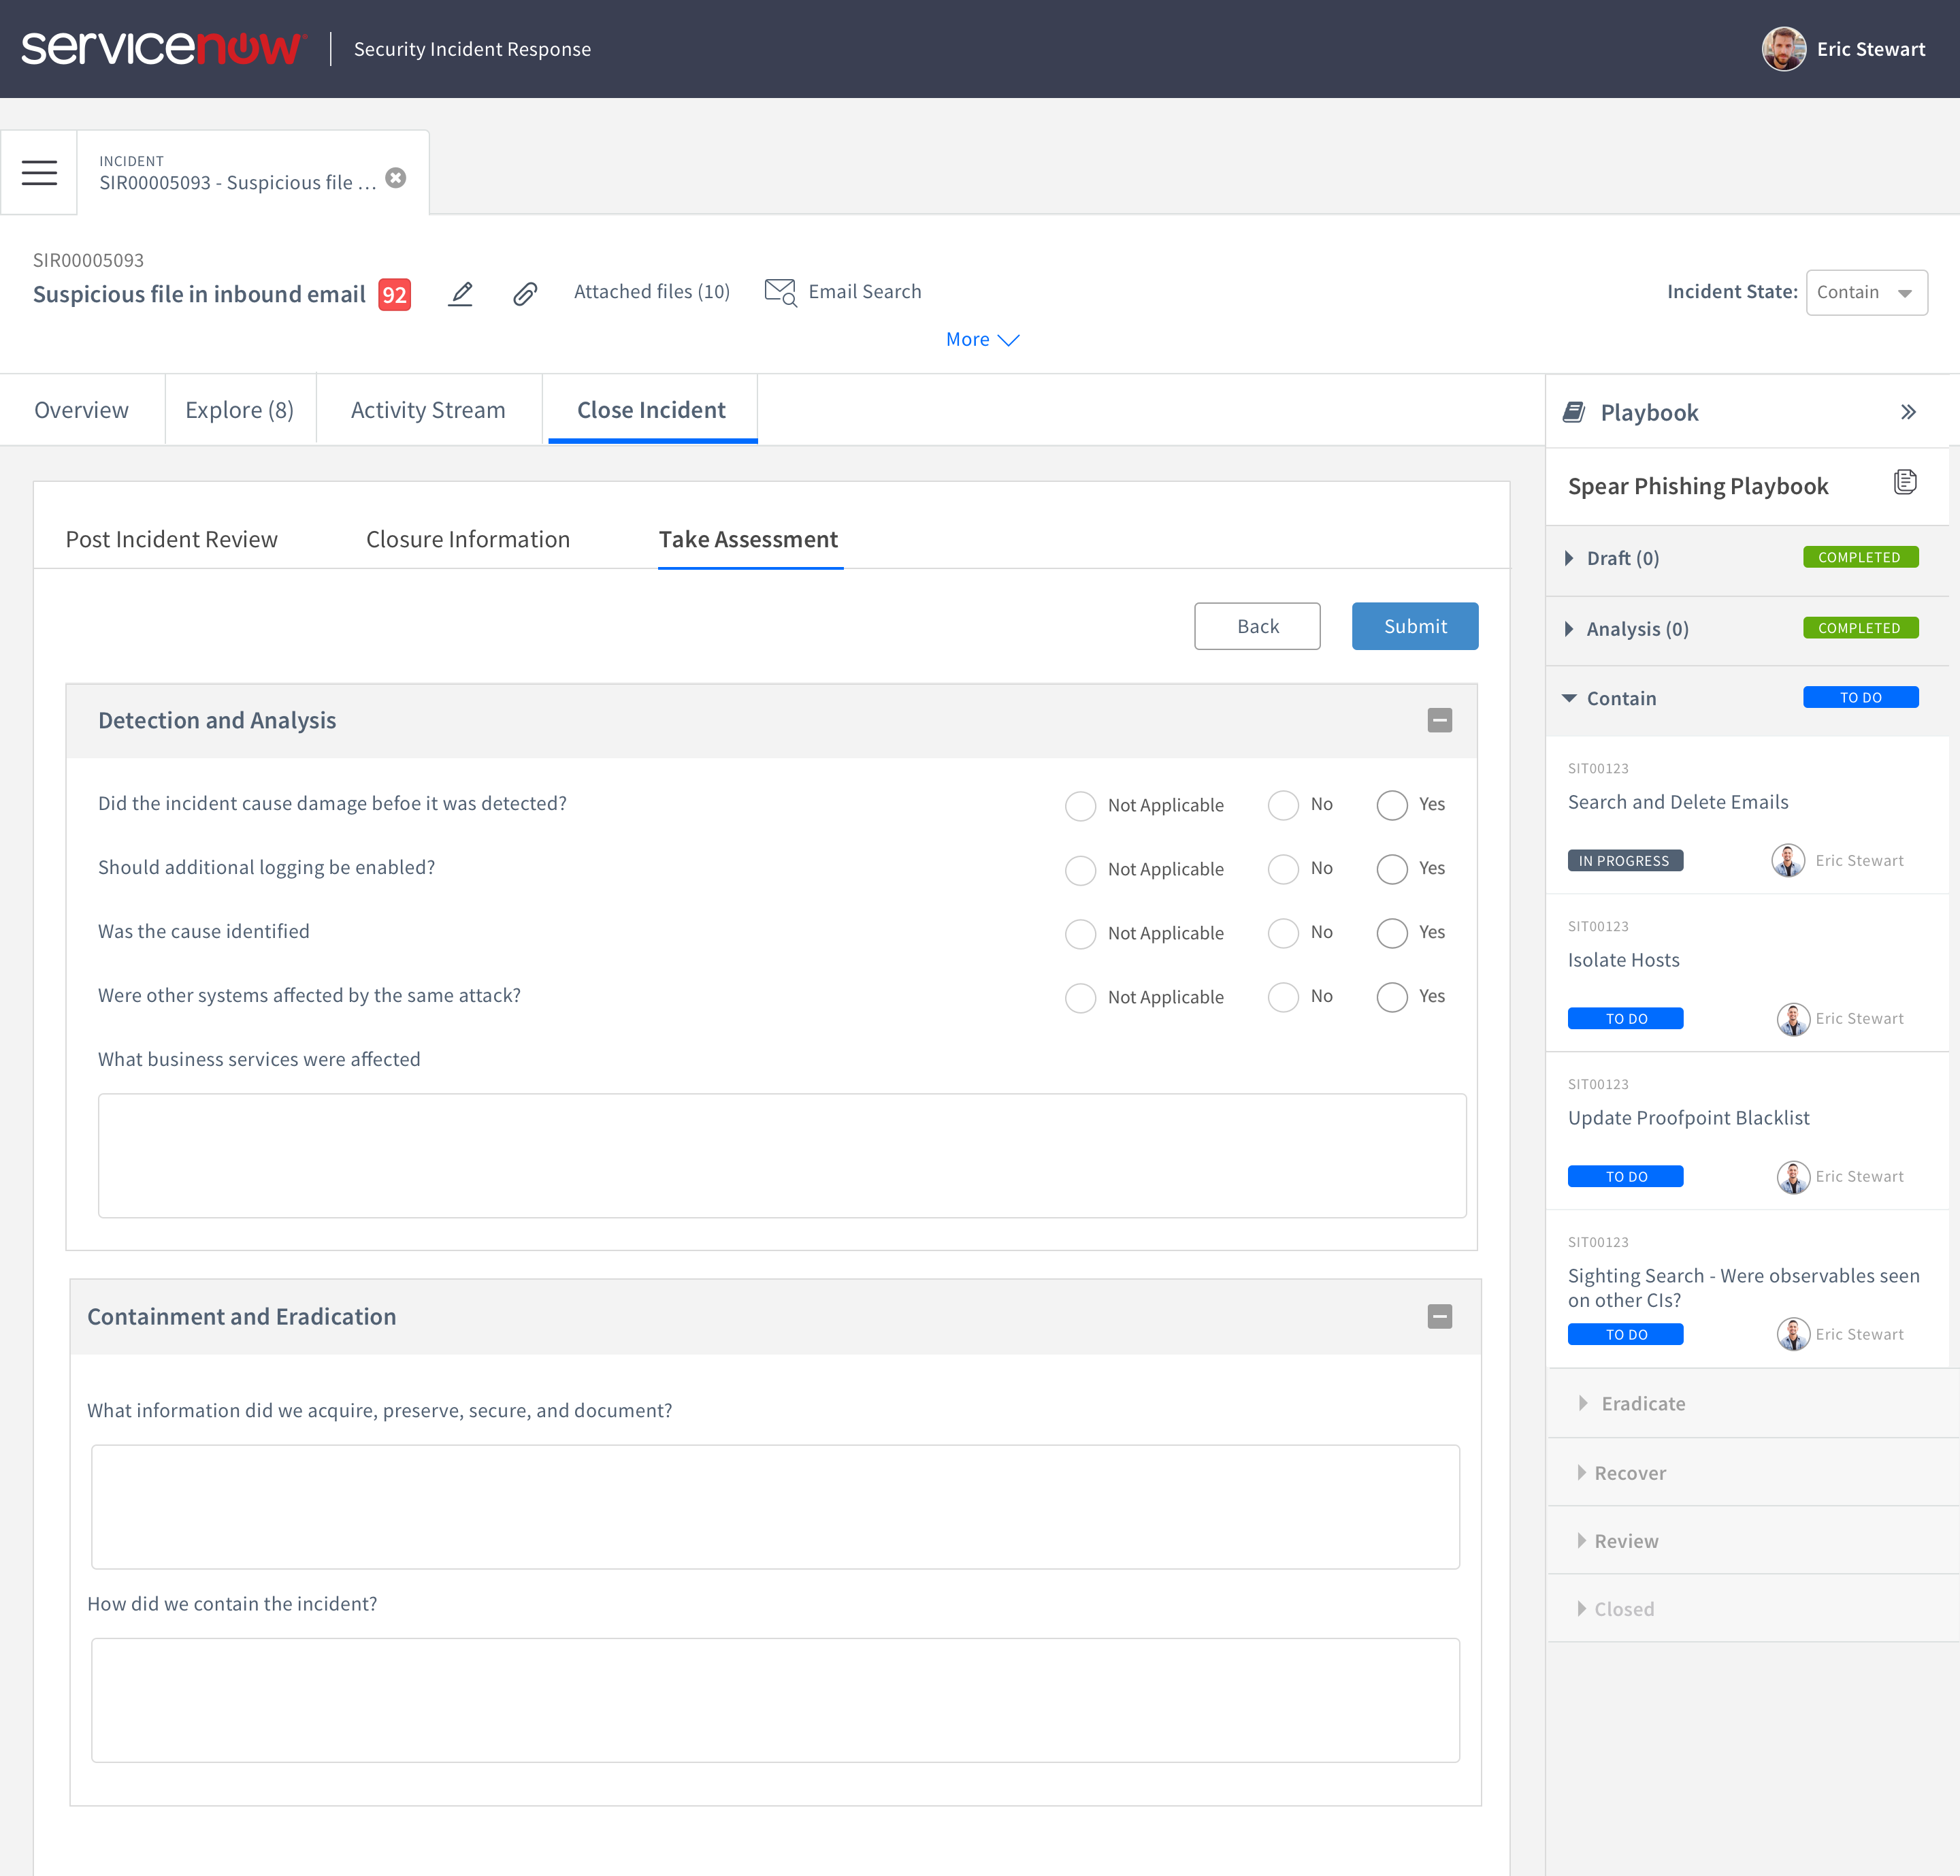 servicenow
Security Incident Response
Eric Stewart
INCIDENT
SIR00005093 - Suspicious file ...
SIR00005093
Suspicious file in inbound email 92
Attached files (10)
Email Search
Incident State: Contain
More
Overview
Explore (8)
Activity Stream
Close Incident
Post Incident Review
Closure Information
Take Assessment
Back
Submit
Detection and Analysis
Did the incident cause damage befoe it was detected?
Not Applicable No Yes
Should additional logging be enabled?
Not Applicable No Yes
Was the cause identified
Not Applicable No Yes
Were other systems affected by the same attack?
Not Applicable No Yes
What business services were affected
Containment and Eradication
What information did we acquire, preserve, secure, and document?
How did we contain the incident?
Playbook
Spear Phishing Playbook
Draft (0) COMPLETED
Analysis (0) COMPLETED
Contain TO DO
SIT00123
Search and Delete Emails
IN PROGRESS Eric Stewart
SIT00123
Isolate Hosts
TO DO Eric Stewart
SIT00123
Update Proofpoint Blacklist
TO DO Eric Stewart
SIT00123
Sighting Search - Were observables seen
on other CIs?
TO DO Eric Stewart
Eradicate
Recover
Review
Closed